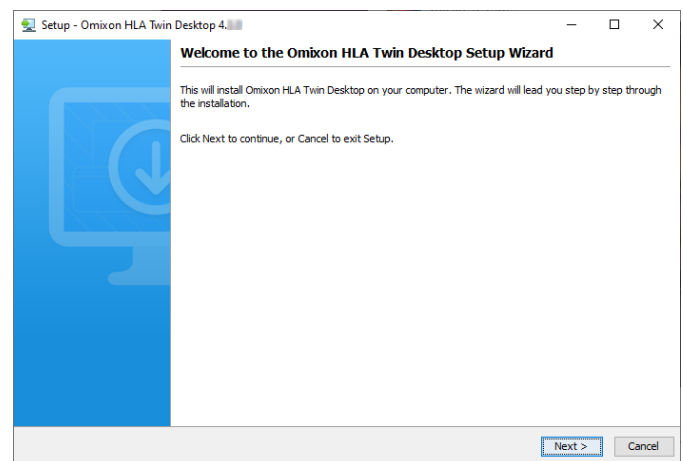 Setup - Omixon HLA Twin Desktop 4.
Welcome to the Omixon HLA Twin Desktop Setup Wizard
This will install Omixon HLA Twin Desktop on your computer. The wizard will lead you step by step through
the installation.
Click Next to continue, or Cancel to exit Setup.
Next >
Cancel